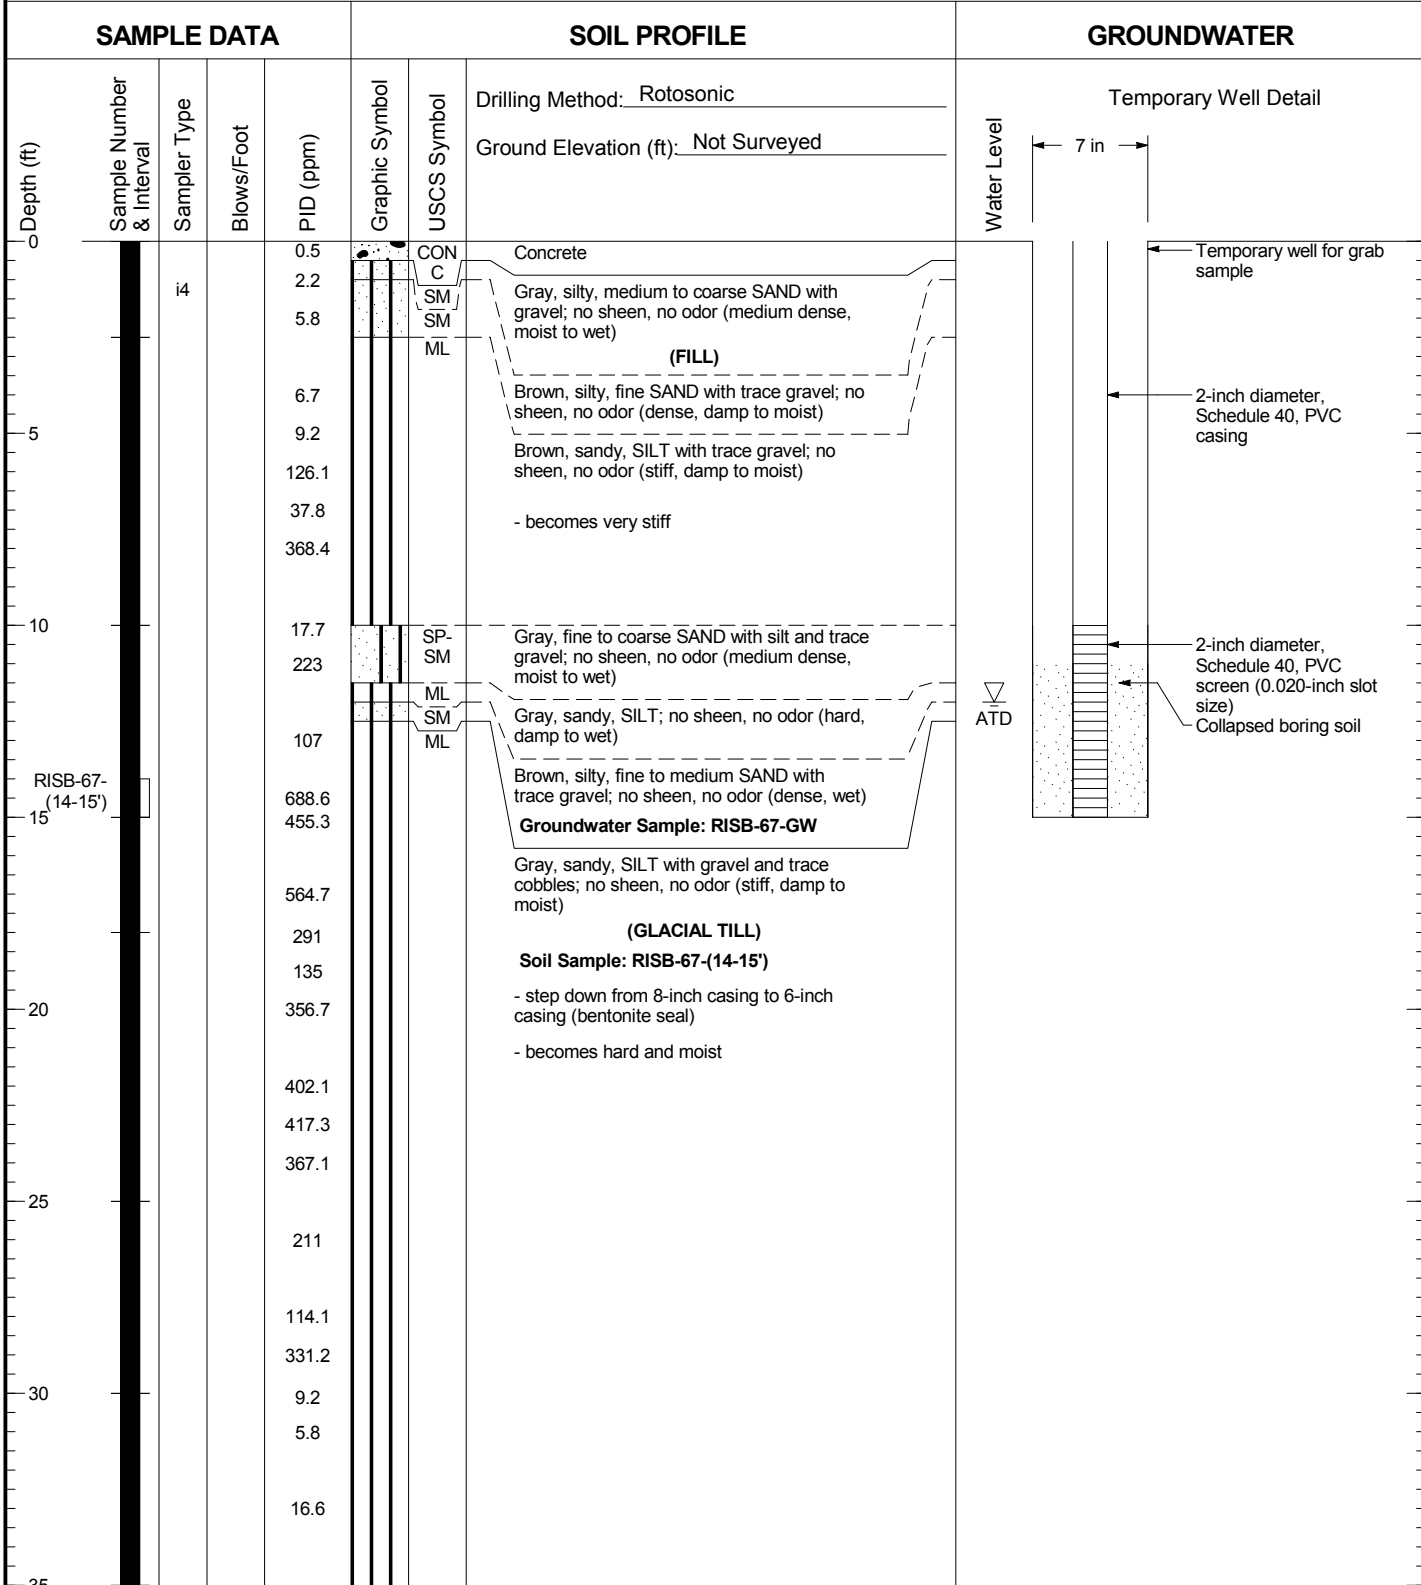 SAMPLE DATA
SOIL PROFILE
GROUNDWATER
Depth (ft)
Sample Number
& Interval
Sampler Type
Blows/Foot
PID (ppm)
Graphic Symbol
USCS Symbol
Drilling Method: Rotosonic
Ground Elevation (ft): Not Surveyed
Water Level
Temporary Well Detail
7 in
0
5
10
15
20
25
30
35
RISB-67-
(14-15')
i4
0.5
2.2
5.8
6.7
9.2
126.1
37.8
368.4
17.7
223
107
688.6
455.3
564.7
291
135
356.7
402.1
417.3
367.1
211
114.1
331.2
9.2
5.8
16.6
CON
C
SM
SM
ML
SP-
SM
ML
SM
ML
Concrete
Gray, silty, medium to coarse SAND with
gravel; no sheen, no odor (medium dense,
moist to wet)
(FILL)
Brown, silty, fine SAND with trace gravel; no
sheen, no odor (dense, damp to moist)
Brown, sandy, SILT with trace gravel; no
sheen, no odor (stiff, damp to moist)
- becomes very stiff
Gray, fine to coarse SAND with silt and trace
gravel; no sheen, no odor (medium dense,
moist to wet)
Gray, sandy, SILT; no sheen, no odor (hard,
damp to wet)
Brown, silty, fine to medium SAND with
trace gravel; no sheen, no odor (dense, wet)
Groundwater Sample: RISB-67-GW
Gray, sandy, SILT with gravel and trace
cobbles; no sheen, no odor (stiff, damp to
moist)
(GLACIAL TILL)
Soil Sample: RISB-67-(14-15')
- step down from 8-inch casing to 6-inch
casing (bentonite seal)
- becomes hard and moist
ATD
Temporary well for grab
sample
2-inch diameter,
Schedule 40, PVC
casing
2-inch diameter,
Schedule 40, PVC
screen (0.020-inch slot
size)
Collapsed boring soil